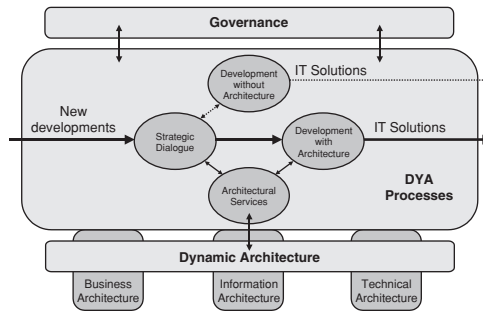 Governance
Development
without
Architecture
IT Solutions
New
developments
Strategic
Dialogue
Development
with
Architecture
IT Solutions
Architectural
Services
DYA
Processes
Dynamic Architecture
Business
Architecture
Information
Architecture
Technical
Architecture